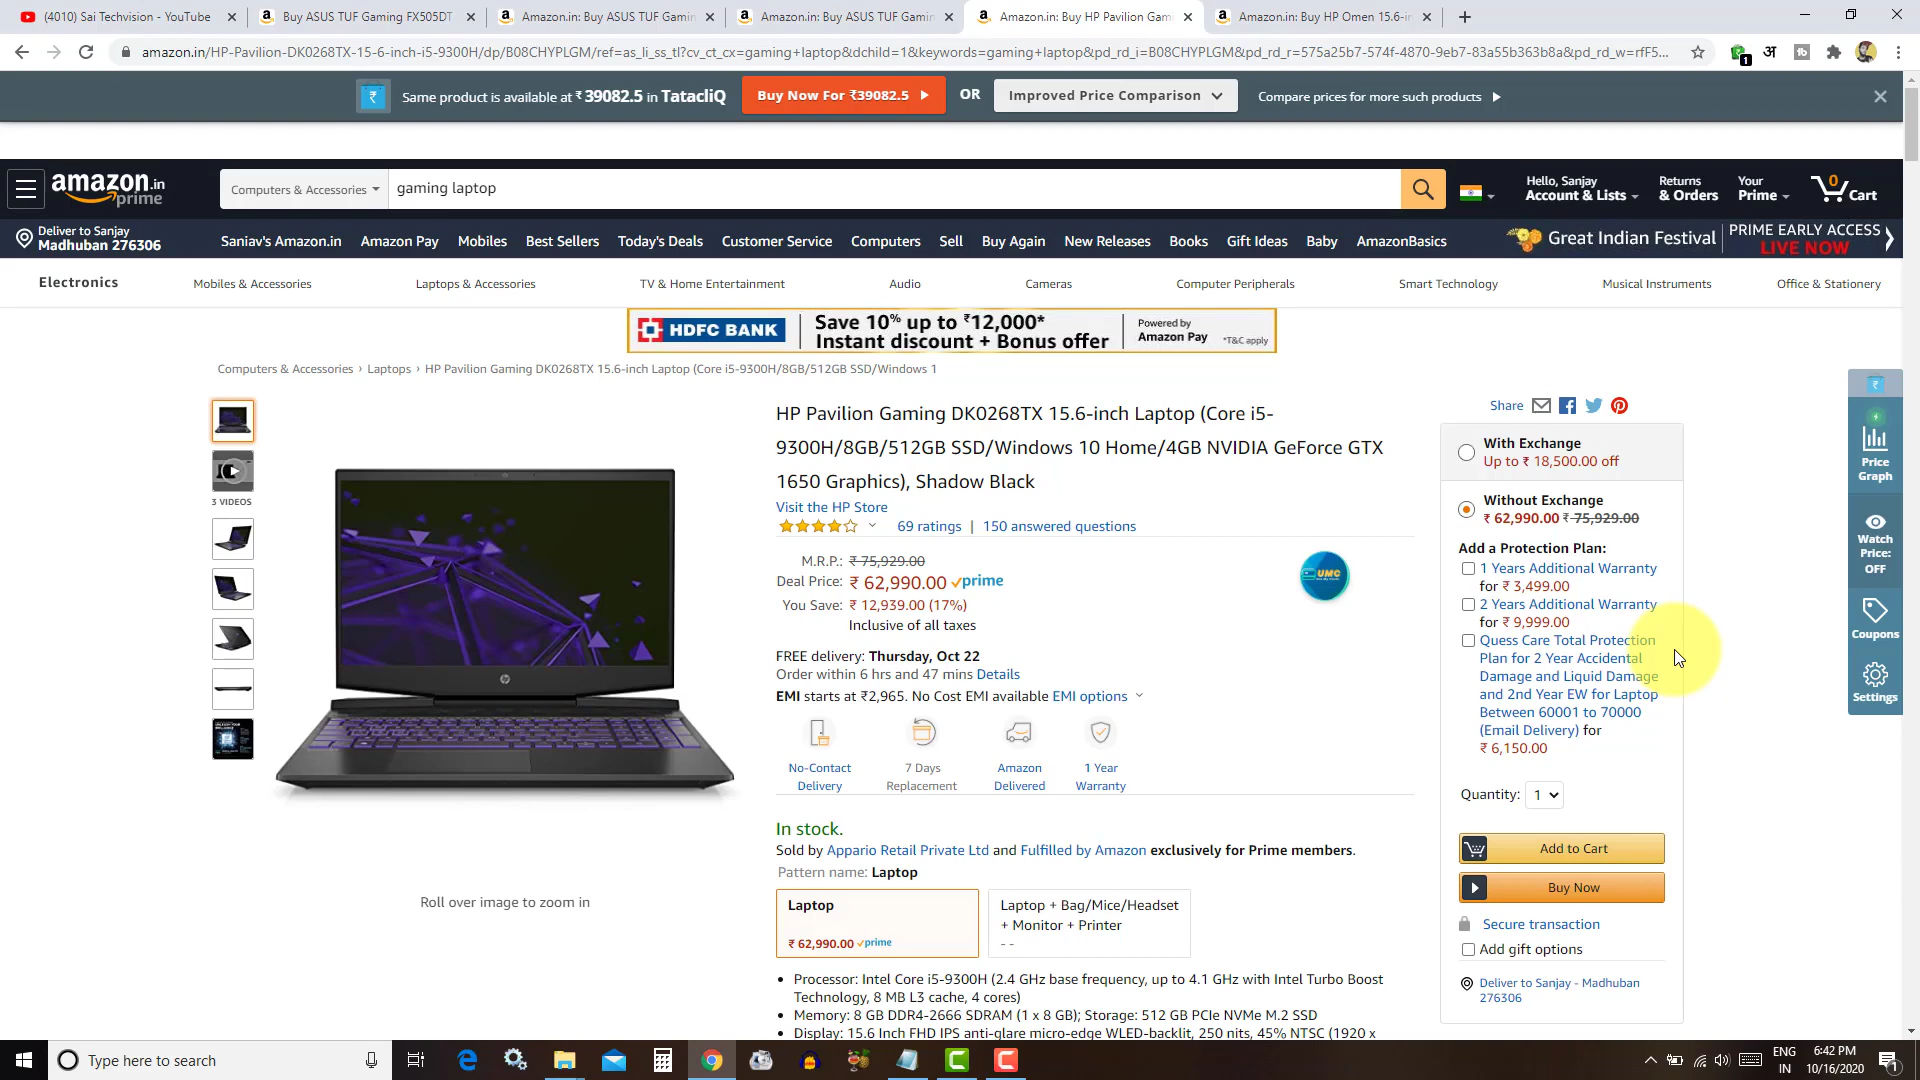 (4010) Sai Techvision - YouTube
Buy ASUS TUF Gaming FX505DT
Amazon.in: Buy ASUS TUF Gamin
Amazon.in: Buy ASUS TUF Gamin
Amazon.in: Buy HP Pavilion Gam
Amazon.in: Buy HP Omen 15.6-in
amazon.in/HP-Pavilion-DK0268TX-15-6-inch-i5-9300H/dp/B08CHYPLGM/ref=as_li_ss_tl?cv_ct_cx=gaming+laptop&dchild=1&keywords=gaming+laptop&pd_rd_i=B08CHYPLGM&pd_rd_r=575a25b7-574f-4870-9eb7-83a55b363b8a&pd_rd_w=rfF5...
1
अ
Same product is available at ₹ 39082.5 in TatacliQ
Buy Now For ₹39082.5
OR
Improved Price Comparison
Compare prices for more such products
amazon.in
prime
Computers & Accessories
gaming laptop
Hello, Sanjay
Account & Lists
Returns
& Orders
Your
Prime
0
Cart
Deliver to Sanjay
Madhuban 276306
Sanjav's Amazon.in
Amazon Pay
Mobiles
Best Sellers
Today's Deals
Customer Service
Computers
Sell
Buy Again
New Releases
Books
Gift Ideas
Baby
AmazonBasics
Great Indian Festival
PRIME EARLY ACCESS
LIVE NOW
Electronics
Mobiles & Accessories
Laptops & Accessories
TV & Home Entertainment
Audio
Cameras
Computer Peripherals
Smart Technology
Musical Instruments
Office & Stationery
HDFC BANK
Save 10% up to ₹12,000*
Instant discount + Bonus offer
Powered by
Amazon Pay
*T&C apply
Computers & Accessories › Laptops › HP Pavilion Gaming DK0268TX 15.6-inch Laptop (Core i5-9300H/8GB/512GB SSD/Windows 1
3 VIDEOS
Roll over image to zoom in
HP Pavilion Gaming DK0268TX 15.6-inch Laptop (Core i5-
9300H/8GB/512GB SSD/Windows 10 Home/4GB NVIDIA GeForce GTX
1650 Graphics), Shadow Black
Visit the HP Store
69 ratings | 150 answered questions
M.R.P.: ₹ 75,929.00
Deal Price: ₹ 62,990.00 prime
You Save: ₹ 12,939.00 (17%)
Inclusive of all taxes
UMC
FREE delivery: Thursday, Oct 22
Order within 6 hrs and 47 mins Details
EMI starts at ₹2,965. No Cost EMI available EMI options
No-Contact
Delivery
7 Days
Replacement
Amazon
Delivered
1 Year
Warranty
In stock.
Sold by Appario Retail Private Ltd and Fulfilled by Amazon exclusively for Prime members.
Pattern name: Laptop
Laptop
₹ 62,990.00 prime
Laptop + Bag/Mice/Headset
+ Monitor + Printer
- -
• Processor: Intel Core i5-9300H (2.4 GHz base frequency, up to 4.1 GHz with Intel Turbo Boost
Technology, 8 MB L3 cache, 4 cores)
• Memory: 8 GB DDR4-2666 SDRAM (1 x 8 GB); Storage: 512 GB PCIe NVMe M.2 SSD
• Display: 15.6 Inch FHD IPS anti-glare micro-edge WLED-backlit, 250 nits, 45% NTSC (1920 x
Share
With Exchange
Up to ₹ 18,500.00 off
Without Exchange
₹ 62,990.00 ₹ 75,929.00
Add a Protection Plan:
1 Years Additional Warranty
for ₹ 3,499.00
2 Years Additional Warranty
for ₹ 9,999.00
Quess Care Total Protection
Plan for 2 Year Accidental
Damage and Liquid Damage
and 2nd Year EW for Laptop
Between 60001 to 70000
(Email Delivery) for
₹ 6,150.00
Quantity: 1
Add to Cart
Buy Now
Secure transaction
Add gift options
Deliver to Sanjay - Madhuban
276306
Price
Graph
Watch
Price:
OFF
Coupons
Settings
Type here to search
ENG
IN
6:42 PM
10/16/2020
1